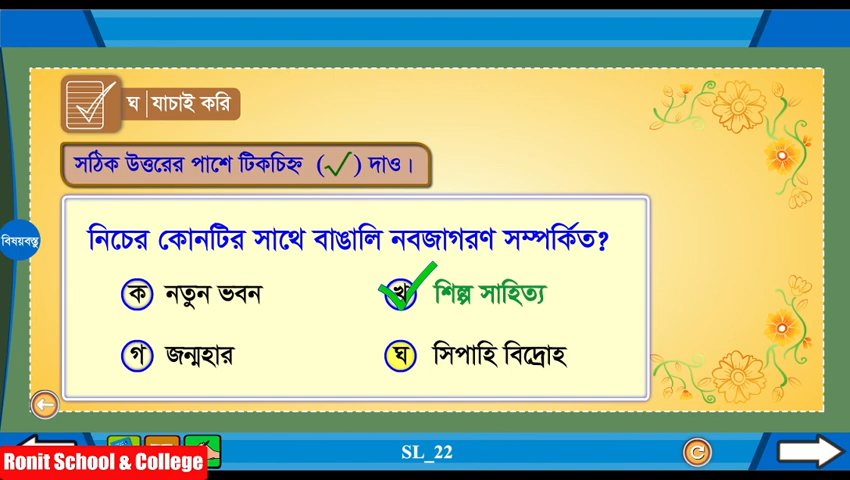 ঘ | যাচাই করি
সঠিক উত্তরের পাশে টিকচিহ্ন (✓) দাও।
নিচের কোনটির সাথে বাঙালি নবজাগরণ সম্পর্কিত?
ক নতুন ভবন
খ শিল্প সাহিত্য
গ জন্মহার
ঘ সিপাহি বিদ্রোহ
বিষয়বস্তু
SL_22
Ronit School & College